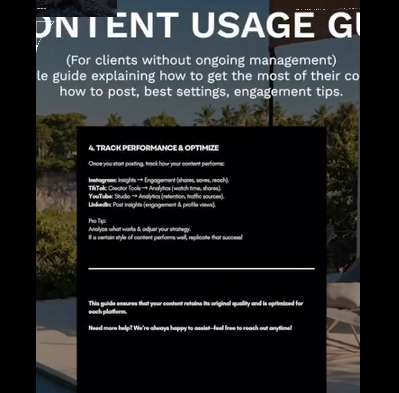 ONTENT USAGE GU
(For clients without ongoing management)
le guide explaining how to get the most of their co
how to post, best settings, engagement tips.
4. TRACK PERFORMANCE & OPTIMIZE
Once you start posting, track how your content performs:
Instagram: Insights → Engagement (shares, saves, reach).
TikTok: Creator Tools → Analytics (watch time, shares).
YouTube: Studio → Analytics (retention, traffic sources).
LinkedIn: Post Insights (engagement & profile views).
Pro Tip:
Analyze what works & adjust your strategy.
If a certain style of content performs well, replicate that success!
This guide ensures that your content retains its original quality and is optimized for
each platform.
Need more help? We're always happy to assist—feel free to reach out anytime!